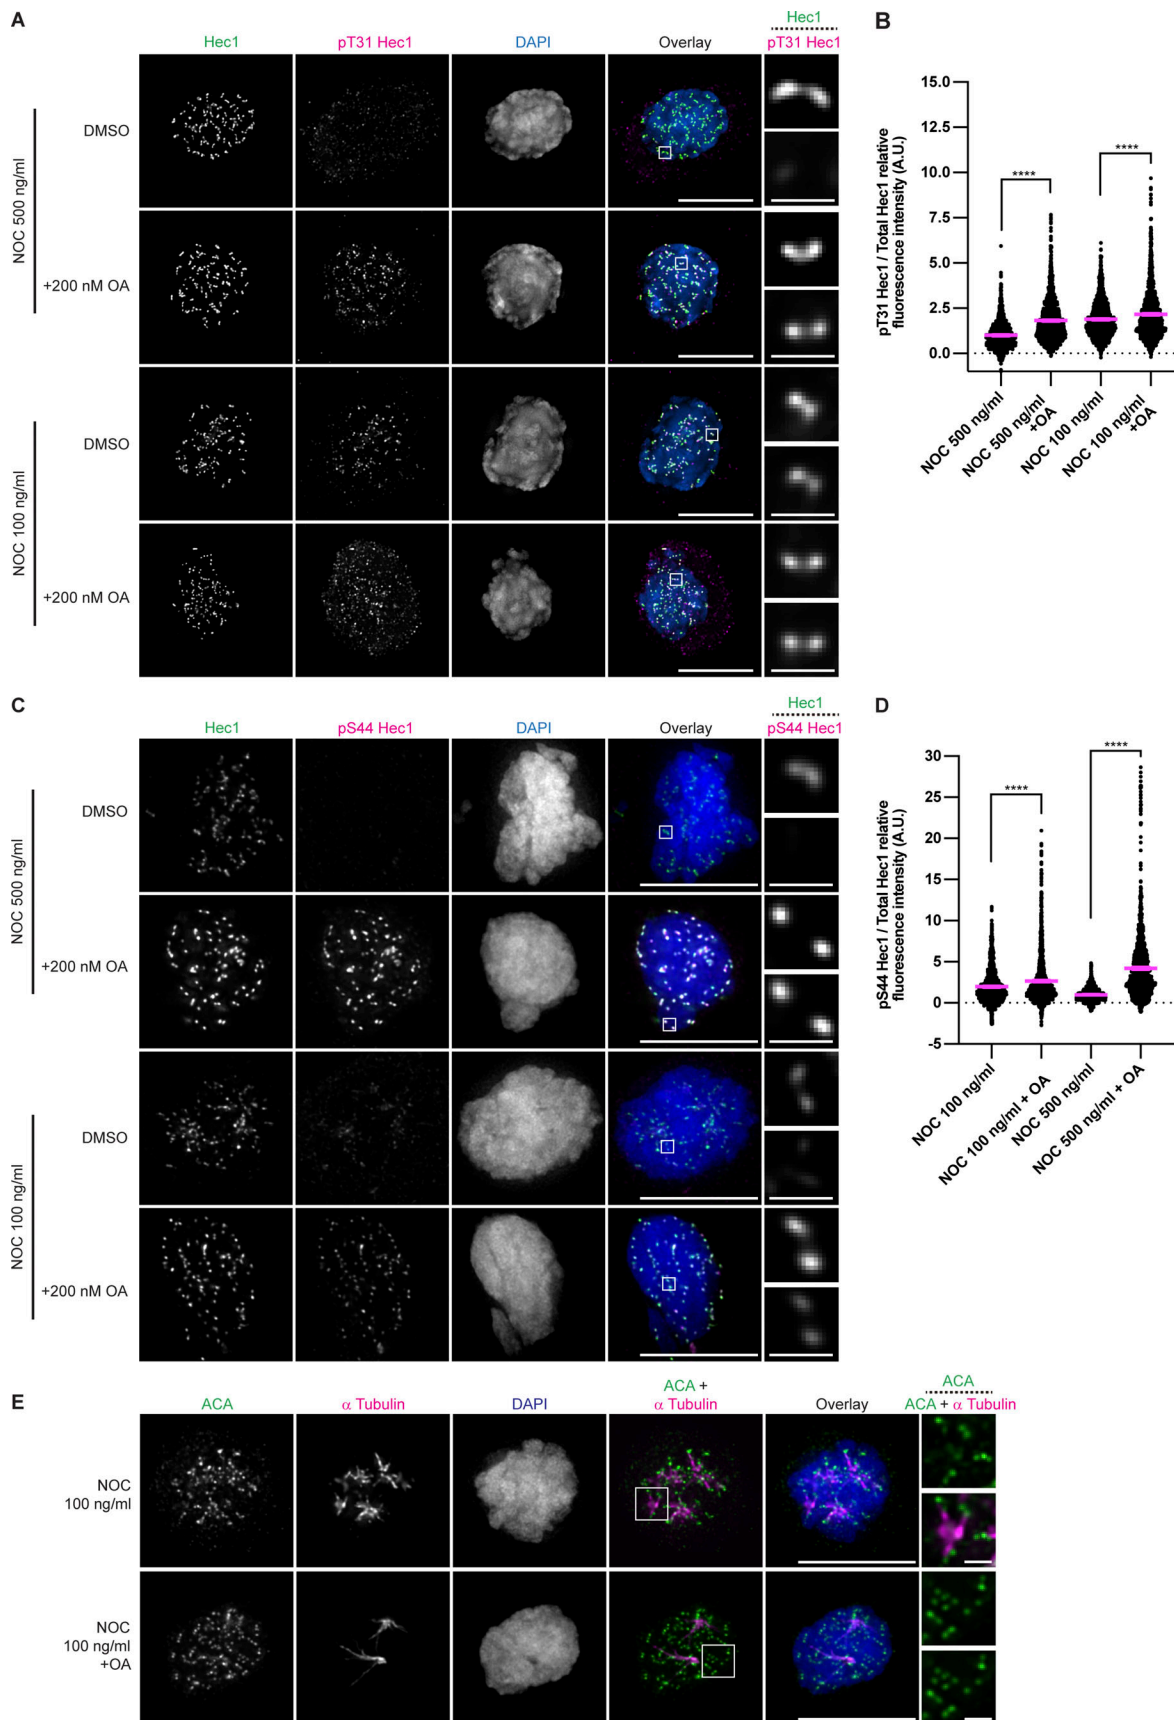 A
Hec1
pT31 Hec1
DAPI
Overlay
Hec1
pT31 Hec1
NOC 500 ng/ml
DMSO
+200 nM OA
NOC 100 ng/ml
DMSO
+200 nM OA
B
pT31 Hec1 / Total Hec1 relative
fluorescence intensity (A.U.)
15.0
12.5
10.0
7.5
5.0
2.5
0.0
****
****
NOC 500 ng/ml
NOC 500 ng/ml
+OA
NOC 100 ng/ml
NOC 100 ng/ml
+OA
C
Hec1
pS44 Hec1
DAPI
Overlay
Hec1
pS44 Hec1
NOC 500 ng/ml
DMSO
+200 nM OA
NOC 100 ng/ml
DMSO
+200 nM OA
D
pS44 Hec1 / Total Hec1 relative
fluorescence intensity (A.U.)
30
25
20
15
10
5
0
-5
****
****
NOC 100 ng/ml
NOC 100 ng/ml + OA
NOC 500 ng/ml
NOC 500 ng/ml + OA
E
ACA
α Tubulin
DAPI
ACA +
α Tubulin
Overlay
ACA
ACA + α Tubulin
NOC
100 ng/ml
NOC
100 ng/ml
+OA